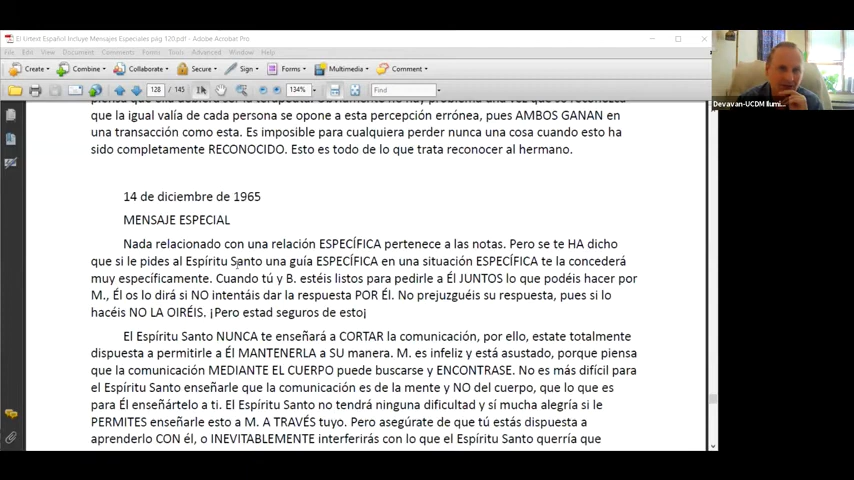 El Urtext Español Incluye Mensajes Especiales pág 120.pdf - Adobe Acrobat Pro
File Edit View Document Comments Forms Tools Advanced Window Help
Create Combine Collaborate Secure Sign Forms Multimedia Comment
128 / 145 134% Find
que la igual valía de cada persona se opone a esta percepción errónea, pues AMBOS GANAN en
una transacción como esta. Es imposible para cualquiera perder nunca una cosa cuando esto ha
sido completamente RECONOCIDO. Esto es todo de lo que trata reconocer al hermano.
14 de diciembre de 1965
MENSAJE ESPECIAL
Nada relacionado con una relación ESPECÍFICA pertenece a las notas. Pero se te HA dicho
que si le pides al Espíritu Santo una guía ESPECÍFICA en una situación ESPECÍFICA te la concederá
muy específicamente. Cuando tú y B. estéis listos para pedirle a ÉL JUNTOS lo que podéis hacer por
M., Él os lo dirá si NO intentáis dar la respuesta POR ÉL. No prejuzguéis su respuesta, pues si lo
hacéis NO LA OIRÉIS. ¡Pero estad seguros de esto¡
El Espíritu Santo NUNCA te enseñará a CORTAR la comunicación, por ello, estate totalmente
dispuesta a permitirle a ÉL MANTENERLA a SU manera. M. es infeliz y está asustado, porque piensa
que la comunicación MEDIANTE EL CUERPO puede buscarse y ENCONTRASE. No es más difícil para
el Espíritu Santo enseñarle que la comunicación es de la mente y NO del cuerpo, que lo que es
para Él enseñártelo a ti. El Espíritu Santo no tendrá ninguna dificultad y sí mucha alegría si le
PERMITES enseñarle esto a M. A TRAVÉS tuyo. Pero asegúrate de que tú estás dispuesta a
aprenderlo CON él, o INEVITABLEMENTE interferirás con lo que el Espíritu Santo querría que
Devavan-UCDM Ilumi...